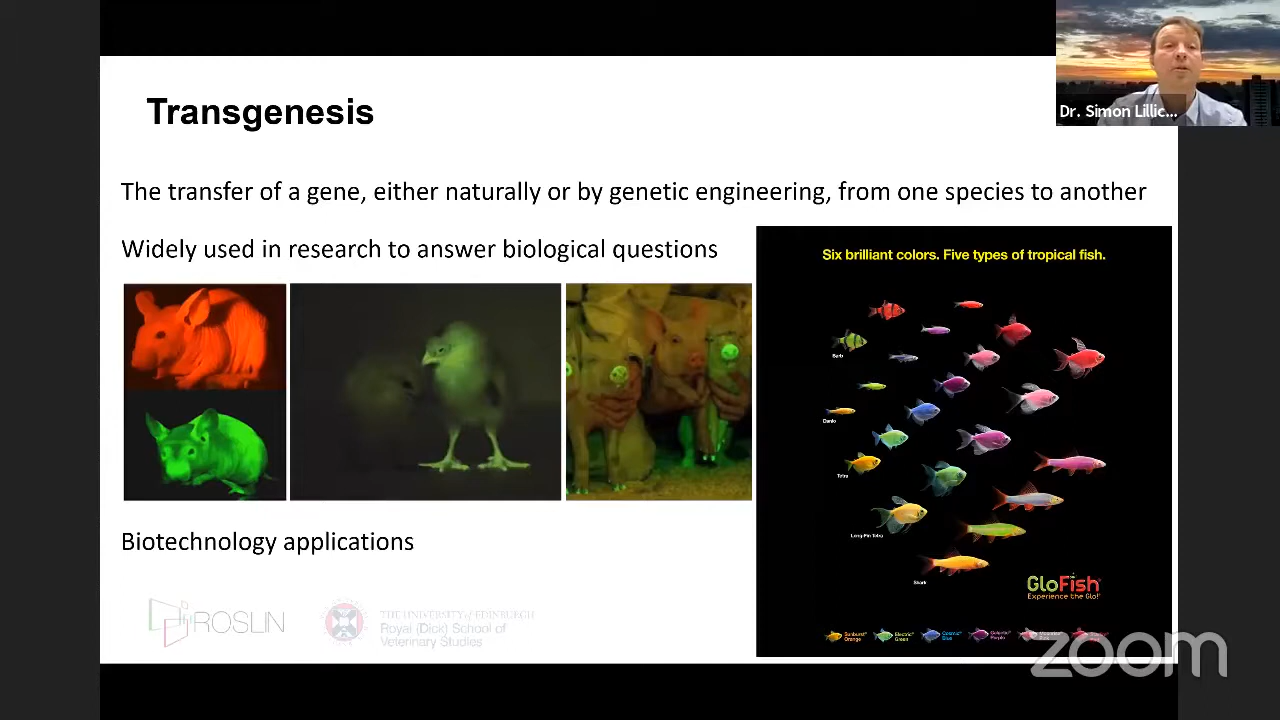 Transgenesis
Dr. Simon Lillic...
The transfer of a gene, either naturally or by genetic engineering, from one species to another
Widely used in research to answer biological questions
Six brilliant colors. Five types of tropical fish.
Barb
Danio
Tetra
Long-Fin Tetra
Shark
GloFish
Experience the Glo!
Sunburst Orange
Electric Green
Cosmic Blue
Galactic Purple
Biotechnology applications
ROSLIN
THE UNIVERSITY of EDINBURGH
Royal (Dick) School of
Veterinary Studies
zoom